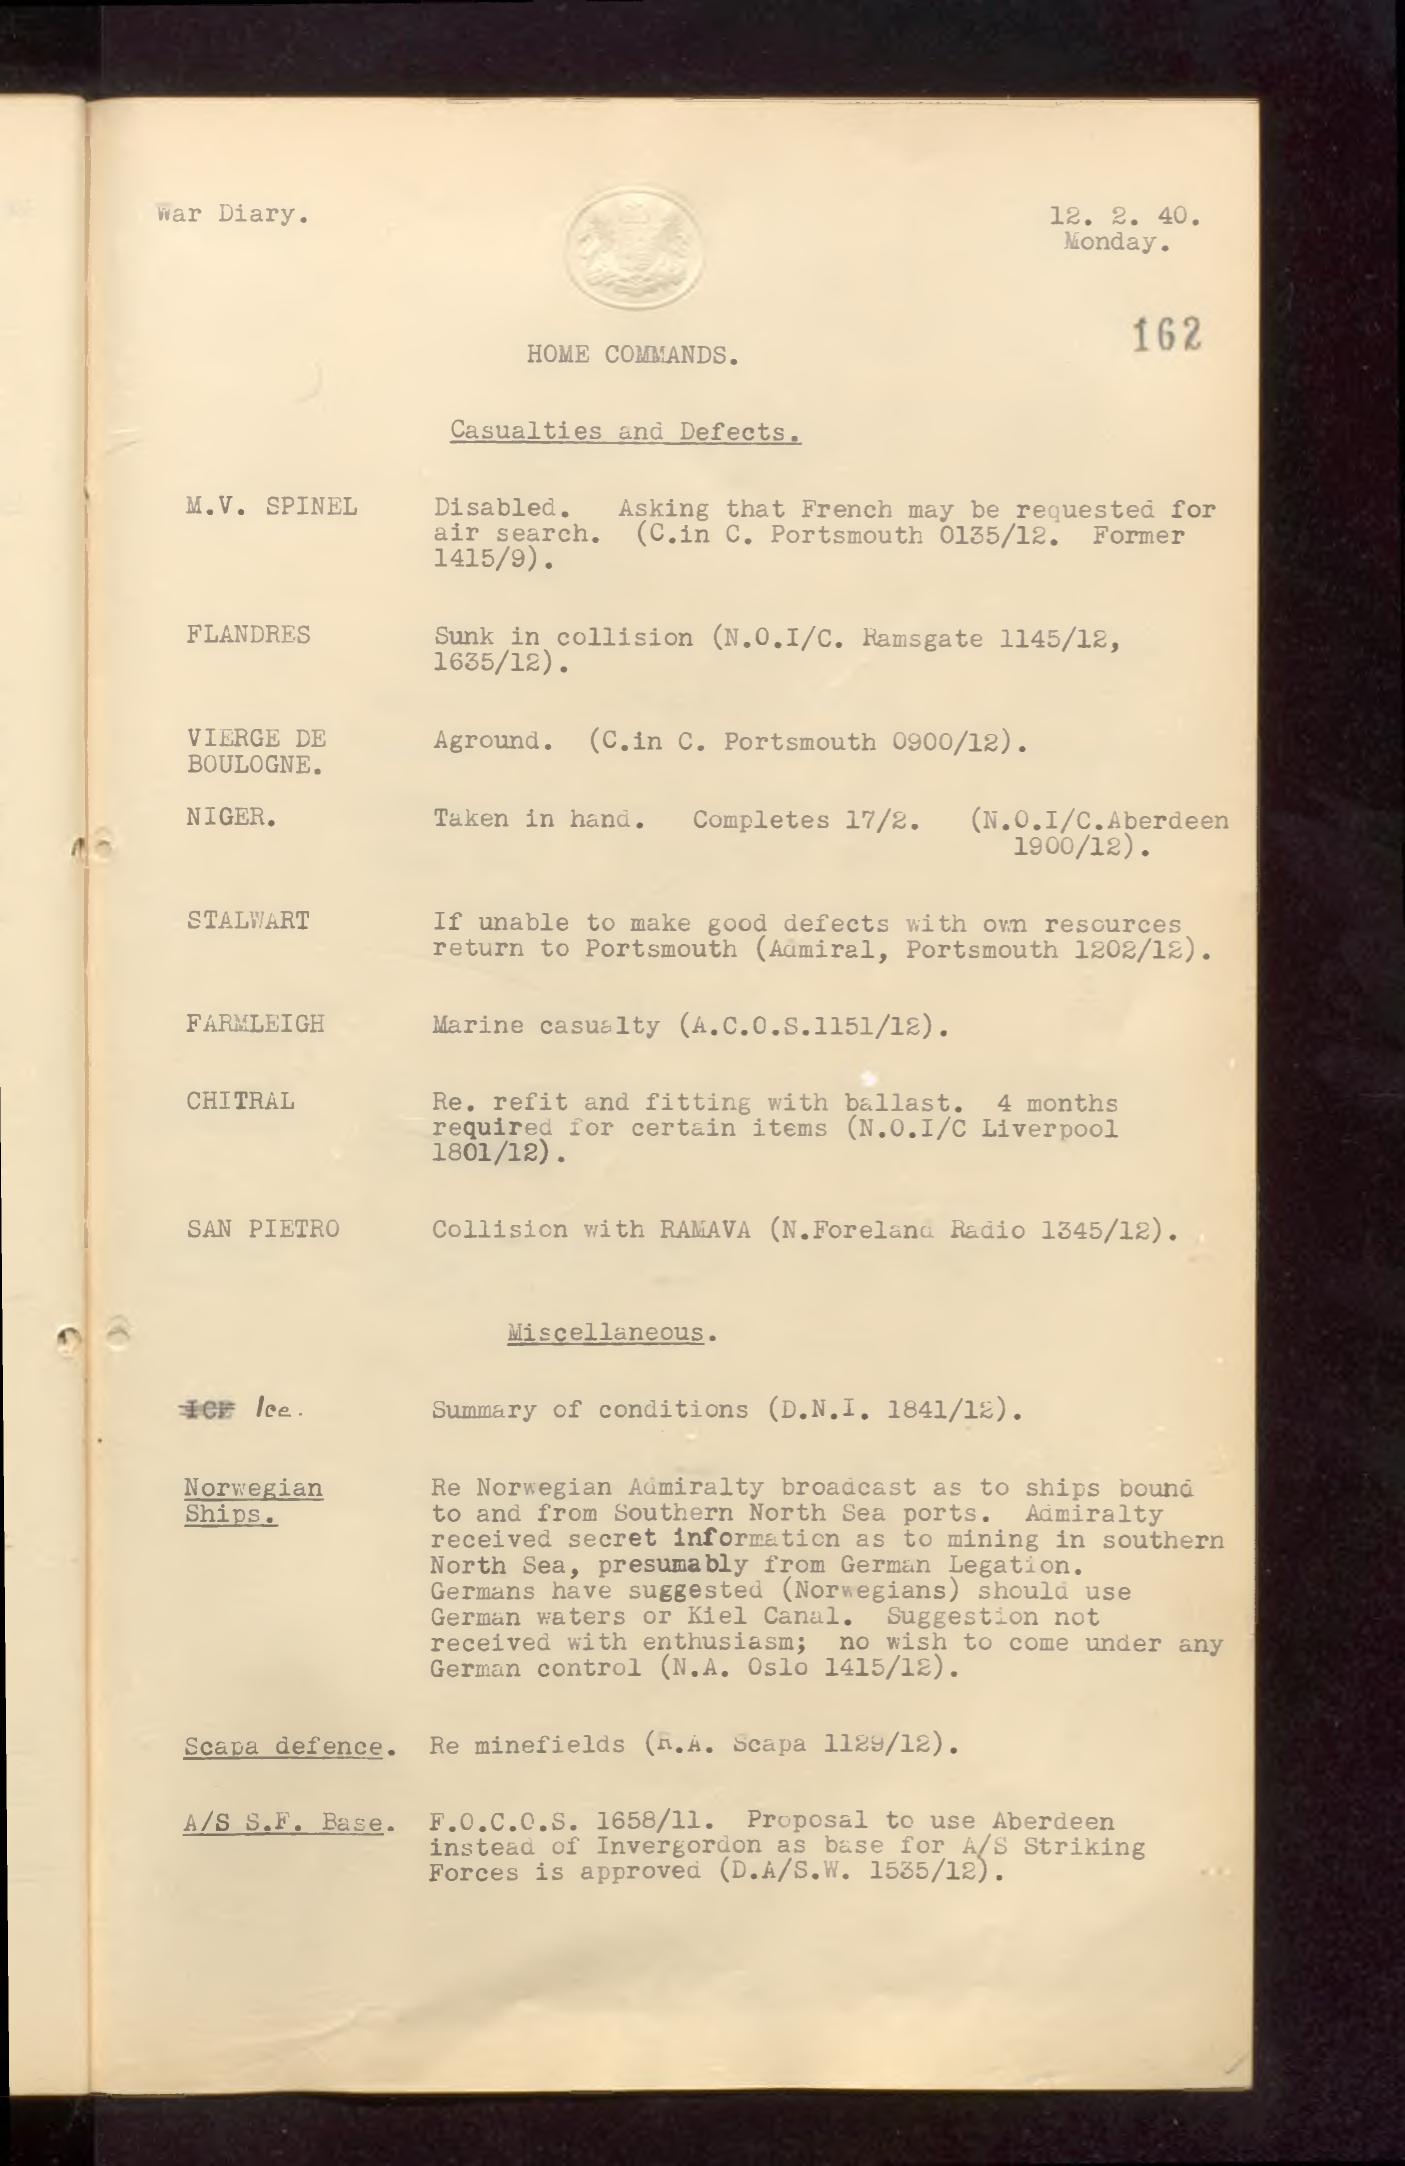 War Diary.
12. 2. 40.
Monday.
162
HOME COMMANDS.
Casualties and Defects.
M.V. SPINEL Disabled. Asking that French may be requested for
air search. (C.in C. Portsmouth 0135/12. Former
1415/9).
FLANDRES Sunk in collision (N.O.I/C. Ramsgate 1145/12,
1635/12).
VIERGE DE Aground. (C.in C. Portsmouth 0900/12).
BOULOGNE.
NIGER. Taken in hand. Completes 17/2. (N.O.I/C.Aberdeen
1900/12).
STALWART If unable to make good defects with own resources
return to Portsmouth (Admiral, Portsmouth 1202/12).
FARMLEIGH Marine casualty (A.C.O.S.1151/12).
CHITRAL Re. refit and fitting with ballast. 4 months
required for certain items (N.O.I/C Liverpool
1801/12).
SAN PIETRO Collision with RAMAVA (N.Foreland Radio 1345/12).
Miscellaneous.
ICE Ice. Summary of conditions (D.N.I. 1841/12).
Norwegian Re Norwegian Admiralty broadcast as to ships bound
Ships. to and from Southern North Sea ports. Admiralty
received secret information as to mining in southern
North Sea, presumably from German Legation.
Germans have suggested (Norwegians) should use
German waters or Kiel Canal. Suggestion not
received with enthusiasm; no wish to come under any
German control (N.A. Oslo 1415/12).
Scapa defence. Re minefields (R.A. Scapa 1129/12).
A/S S.F. Base. F.O.C.O.S. 1658/11. Proposal to use Aberdeen
instead of Invergordon as base for A/S Striking
Forces is approved (D.A/S.W. 1535/12).